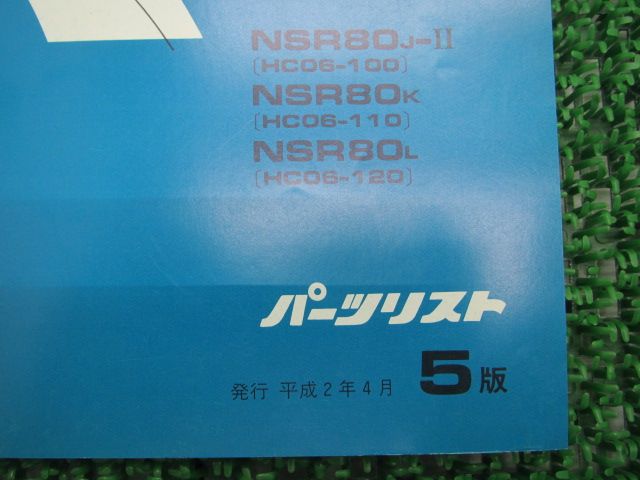 NSR80J-II
[HC06-100]
NSR80K
[HC06-110]
NSR80L
[HC06-120]
パーツリスト
発行 平成2年4月 5版